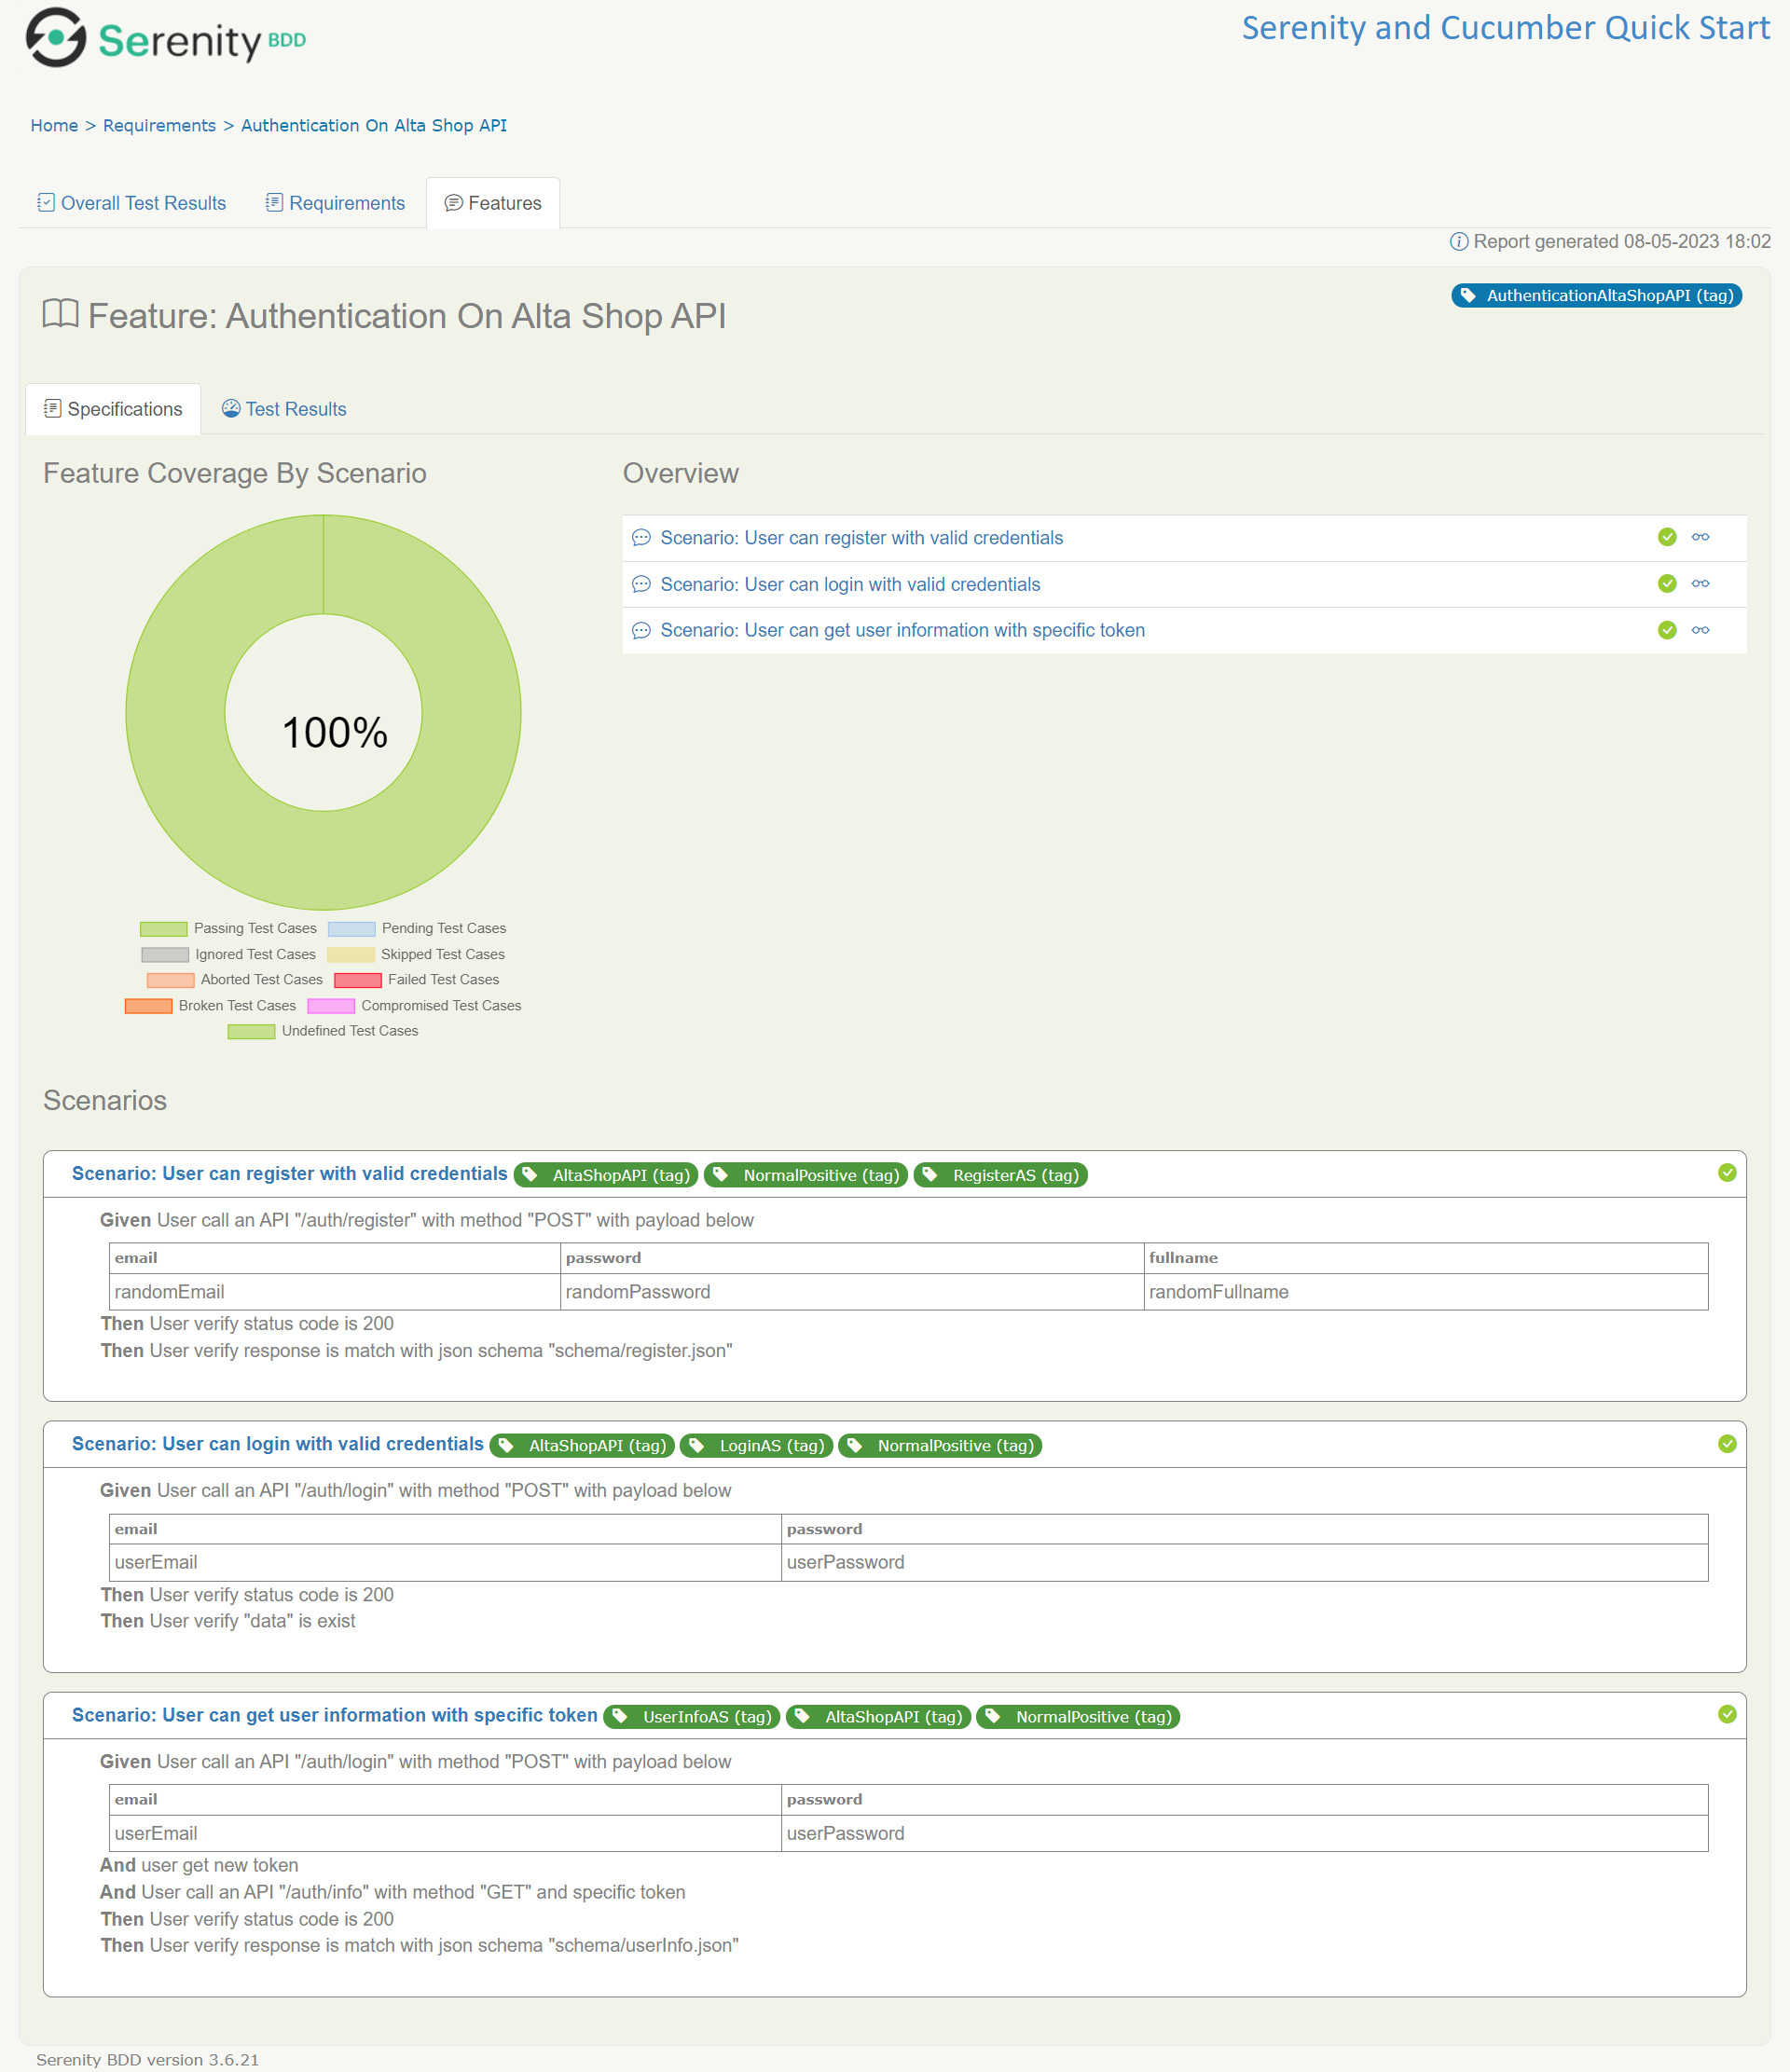 Serenity BDD
Serenity and Cucumber Quick Start
Home > Requirements > Authentication On Alta Shop API
Overall Test Results Requirements Features
Report generated 08-05-2023 18:02
AuthenticationAltaShopAPI (tag)
Feature: Authentication On Alta Shop API
Specifications Test Results
Feature Coverage By Scenario
100%
Passing Test Cases Pending Test Cases
Ignored Test Cases Skipped Test Cases
Aborted Test Cases Failed Test Cases
Broken Test Cases Compromised Test Cases
Undefined Test Cases
Overview
Scenario: User can register with valid credentials
Scenario: User can login with valid credentials
Scenario: User can get user information with specific token
Scenarios
Scenario: User can register with valid credentials AltaShopAPI (tag) NormalPositive (tag) RegisterAS (tag)
Given User call an API "/auth/register" with method "POST" with payload below
email password fullname
randomEmail randomPassword randomFullname
Then User verify status code is 200
Then User verify response is match with json schema "schema/register.json"
Scenario: User can login with valid credentials AltaShopAPI (tag) LoginAS (tag) NormalPositive (tag)
Given User call an API "/auth/login" with method "POST" with payload below
email password
userEmail userPassword
Then User verify status code is 200
Then User verify "data" is exist
Scenario: User can get user information with specific token UserInfoAS (tag) AltaShopAPI (tag) NormalPositive (tag)
Given User call an API "/auth/login" with method "POST" with payload below
email password
userEmail userPassword
And user get new token
And User call an API "/auth/info" with method "GET" and specific token
Then User verify status code is 200
Then User verify response is match with json schema "schema/userInfo.json"
Serenity BDD version 3.6.21